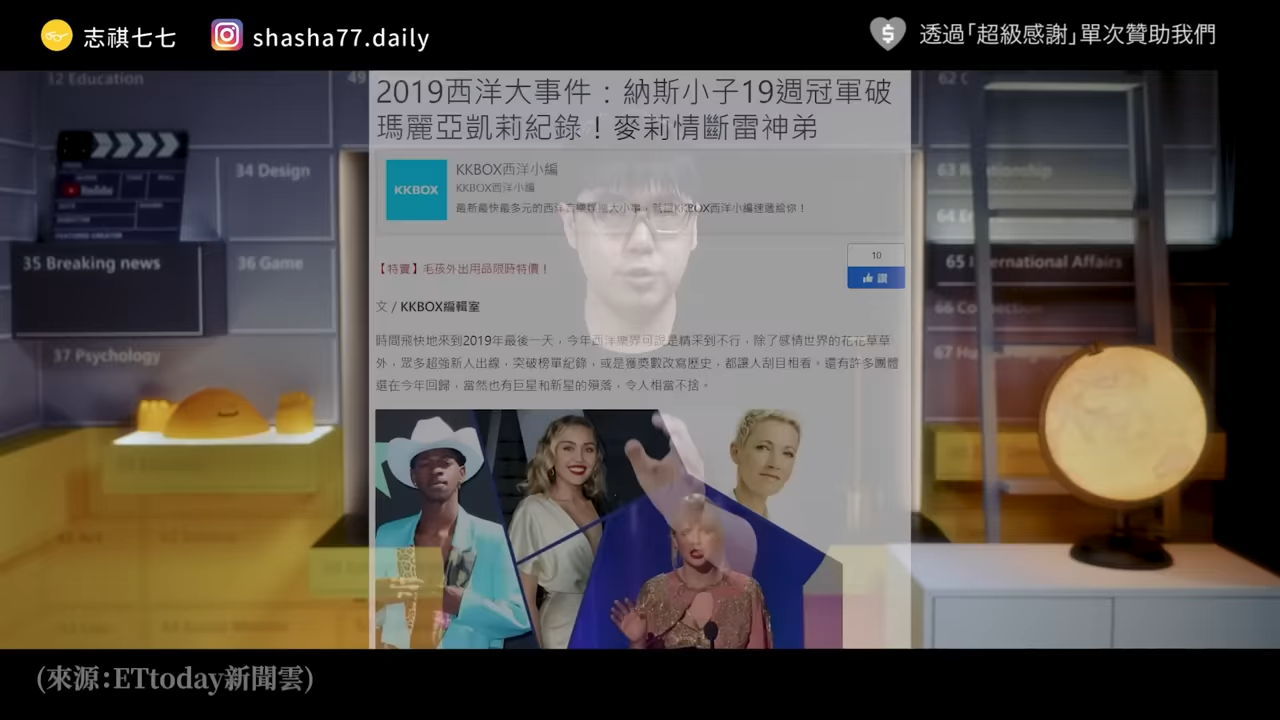 志祺七七
shasha77.daily
透過「超級感謝」單次贊助我們
32 Education
49
62
2019西洋大事件：納斯小子19週冠軍破
瑪麗亞凱莉紀錄！麥莉情斷雷神弟
34 Design
KKBOX
KKBOX西洋小編
KKBOX西洋小編
35 Breaking news
36 Game
【特賣】毛孩外出用品限時特價！
10
讚
65 International Affairs
文 / KKBOX編輯室
66
37 Psychology
時間飛快地來到2019年最後一天，今年西洋樂界可說是精采到不行，除了感情世界的花花草草
外，眾多超強新人出線，突破榜單紀錄，或是獲獎數改寫歷史，都讓人刮目相看。還有許多團體
選在今年回歸，當然也有巨星和新星的殞落，令人相當不捨。
67
(來源：ETtoday新聞雲)